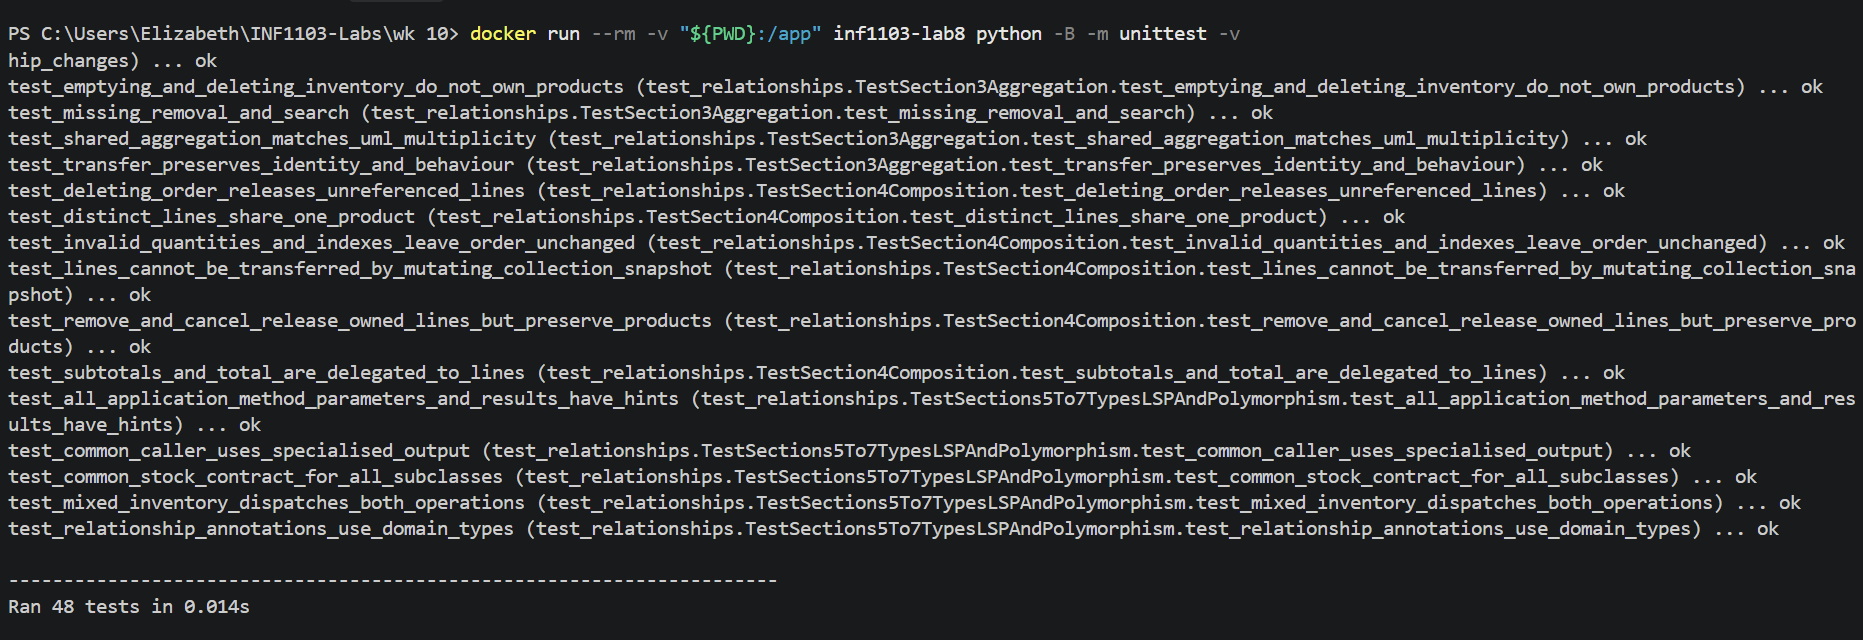 PS C:\Users\Elizabeth\INF1103-Labs\wk 10> docker run --rm -v "${PWD}:/app" inf1103-lab8 python -B -m unittest -v
hip_changes) ... ok
test_emptying_and_deleting_inventory_do_not_own_products (test_relationships.TestSection3Aggregation.test_emptying_and_deleting_inventory_do_not_own_products) ... ok
test_missing_removal_and_search (test_relationships.TestSection3Aggregation.test_missing_removal_and_search) ... ok
test_shared_aggregation_matches_uml_multiplicity (test_relationships.TestSection3Aggregation.test_shared_aggregation_matches_uml_multiplicity) ... ok
test_transfer_preserves_identity_and_behaviour (test_relationships.TestSection3Aggregation.test_transfer_preserves_identity_and_behaviour) ... ok
test_deleting_order_releases_unreferenced_lines (test_relationships.TestSection4Composition.test_deleting_order_releases_unreferenced_lines) ... ok
test_distinct_lines_share_one_product (test_relationships.TestSection4Composition.test_distinct_lines_share_one_product) ... ok
test_invalid_quantities_and_indexes_leave_order_unchanged (test_relationships.TestSection4Composition.test_invalid_quantities_and_indexes_leave_order_unchanged) ... ok
test_lines_cannot_be_transferred_by_mutating_collection_snapshot (test_relationships.TestSection4Composition.test_lines_cannot_be_transferred_by_mutating_collection_sna
pshot) ... ok
test_remove_and_cancel_release_owned_lines_but_preserve_products (test_relationships.TestSection4Composition.test_remove_and_cancel_release_owned_lines_but_preserve_pro
ducts) ... ok
test_subtotals_and_total_are_delegated_to_lines (test_relationships.TestSection4Composition.test_subtotals_and_total_are_delegated_to_lines) ... ok
test_all_application_method_parameters_and_results_have_hints (test_relationships.TestSections5To7TypesLSPAndPolymorphism.test_all_application_method_parameters_and_res
ults_have_hints) ... ok
test_common_caller_uses_specialised_output (test_relationships.TestSections5To7TypesLSPAndPolymorphism.test_common_caller_uses_specialised_output) ... ok
test_common_stock_contract_for_all_subclasses (test_relationships.TestSections5To7TypesLSPAndPolymorphism.test_common_stock_contract_for_all_subclasses) ... ok
test_mixed_inventory_dispatches_both_operations (test_relationships.TestSections5To7TypesLSPAndPolymorphism.test_mixed_inventory_dispatches_both_operations) ... ok
test_relationship_annotations_use_domain_types (test_relationships.TestSections5To7TypesLSPAndPolymorphism.test_relationship_annotations_use_domain_types) ... ok
----------------------------------------------------------------------
Ran 48 tests in 0.014s